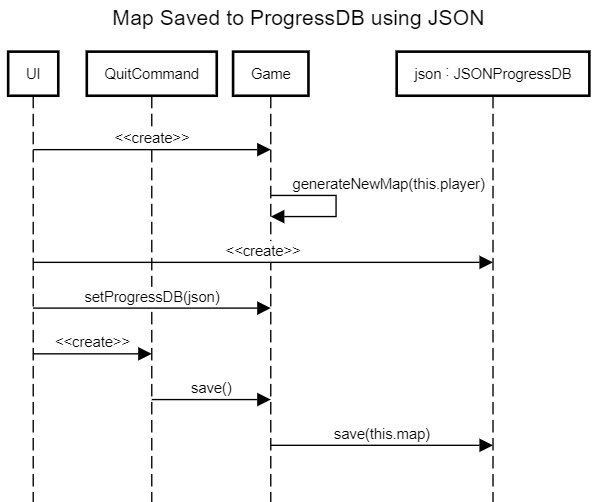 Map Saved to ProgressDB using JSON
UI
QuitCommand
Game
json : JSONProgressDB
<<create>>
generateNewMap(this.player)
<<create>>
setProgressDB(json)
<<create>>
save()
save(this.map)